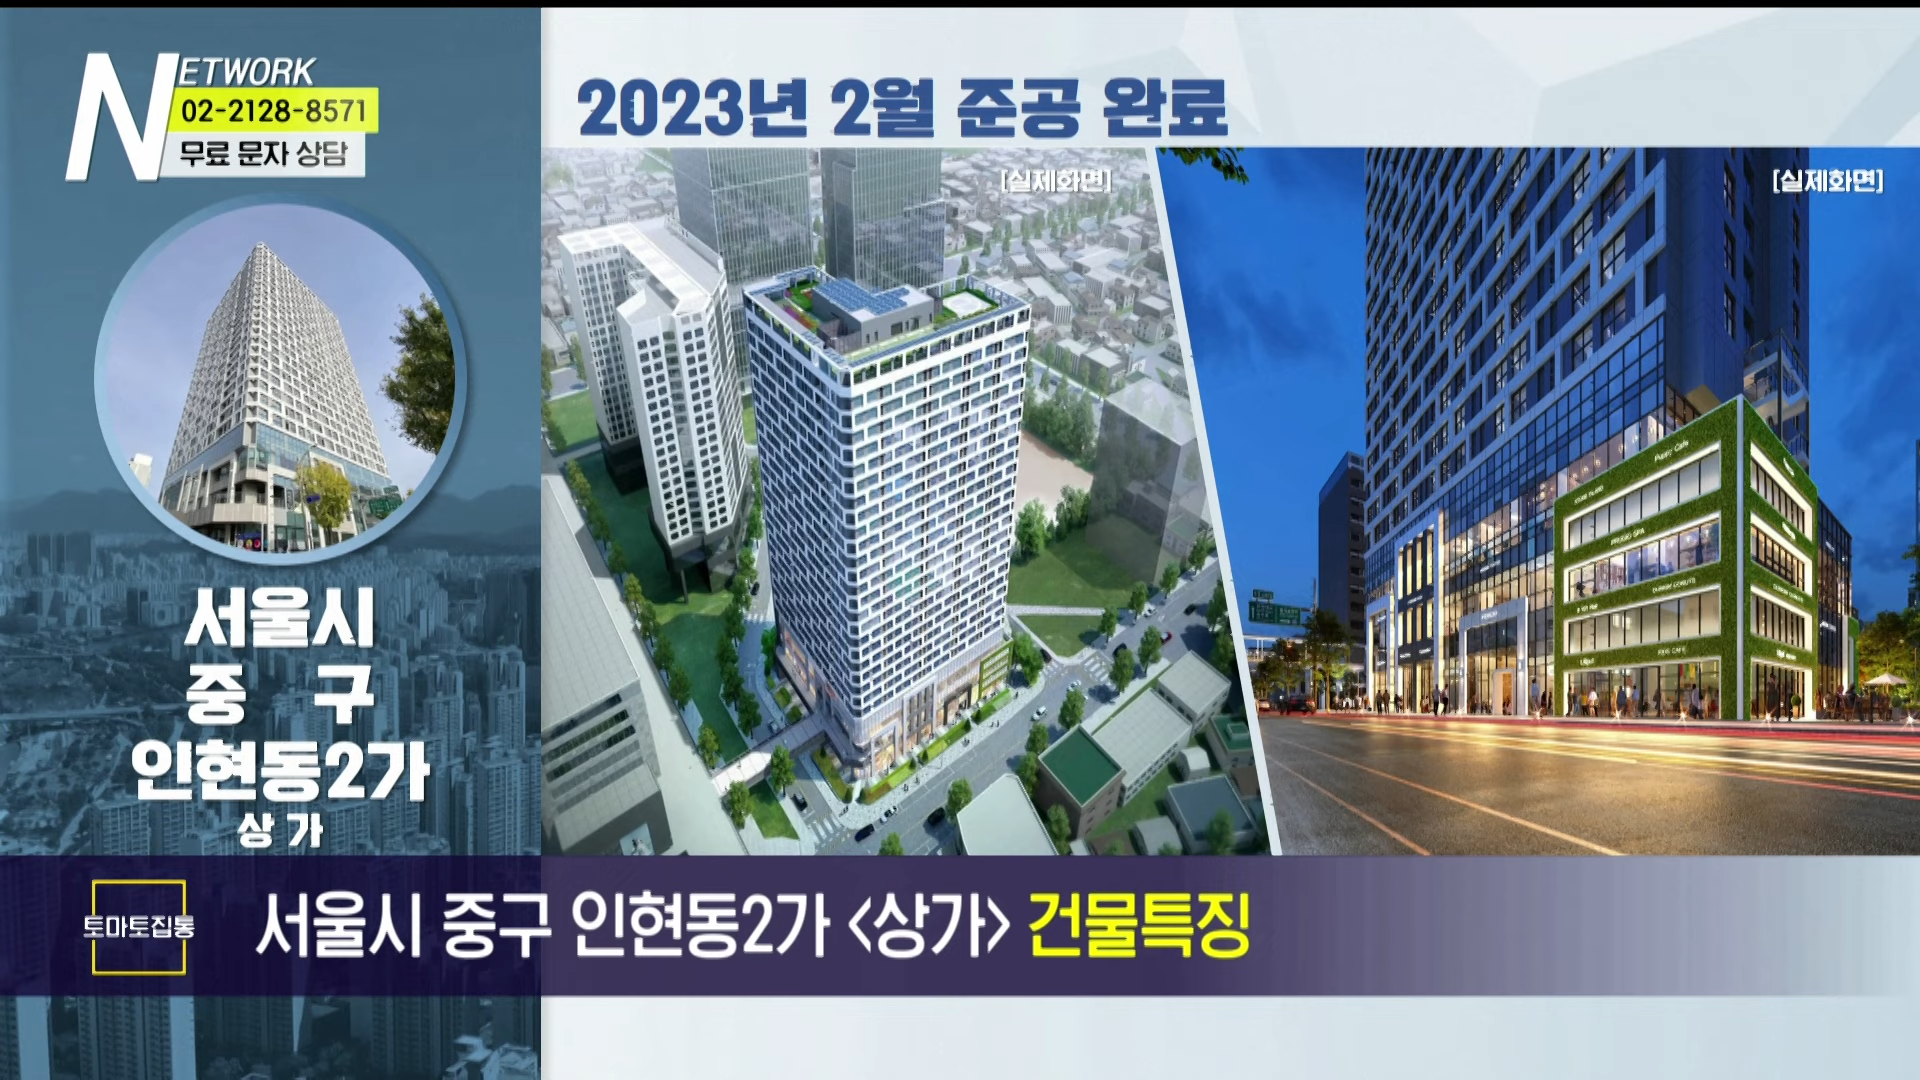 NETWORK
02-2128-8571
무료 문자 상담
2023년 2월 준공 완료
[실제화면]
[실제화면]
서울시
중 구
인현동2가
상 가
토마토집통
서울시 중구 인현동2가 <상가> 건물특징